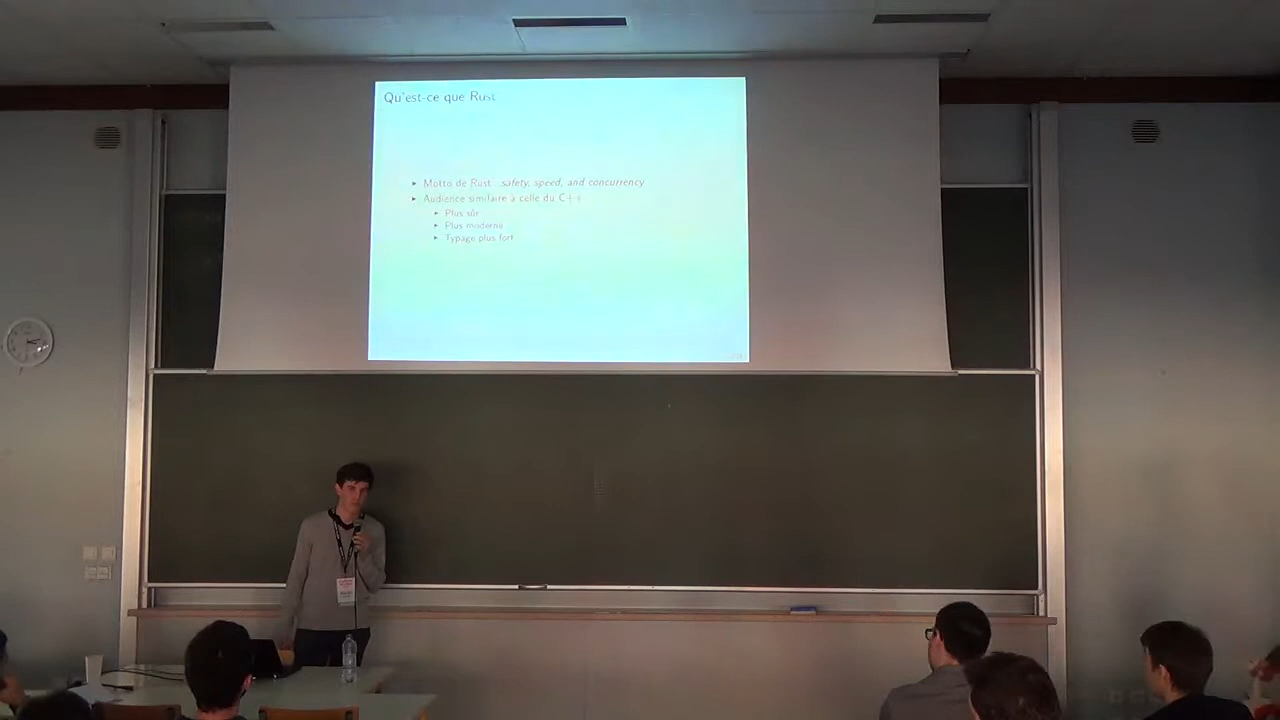 Qu'est-ce que Rust
▸ Motto de Rust : safety, speed, and concurrency
▸ Audience similaire à celle du C++
▸ Plus sûr
▸ Plus moderne
▸ Typage plus fort